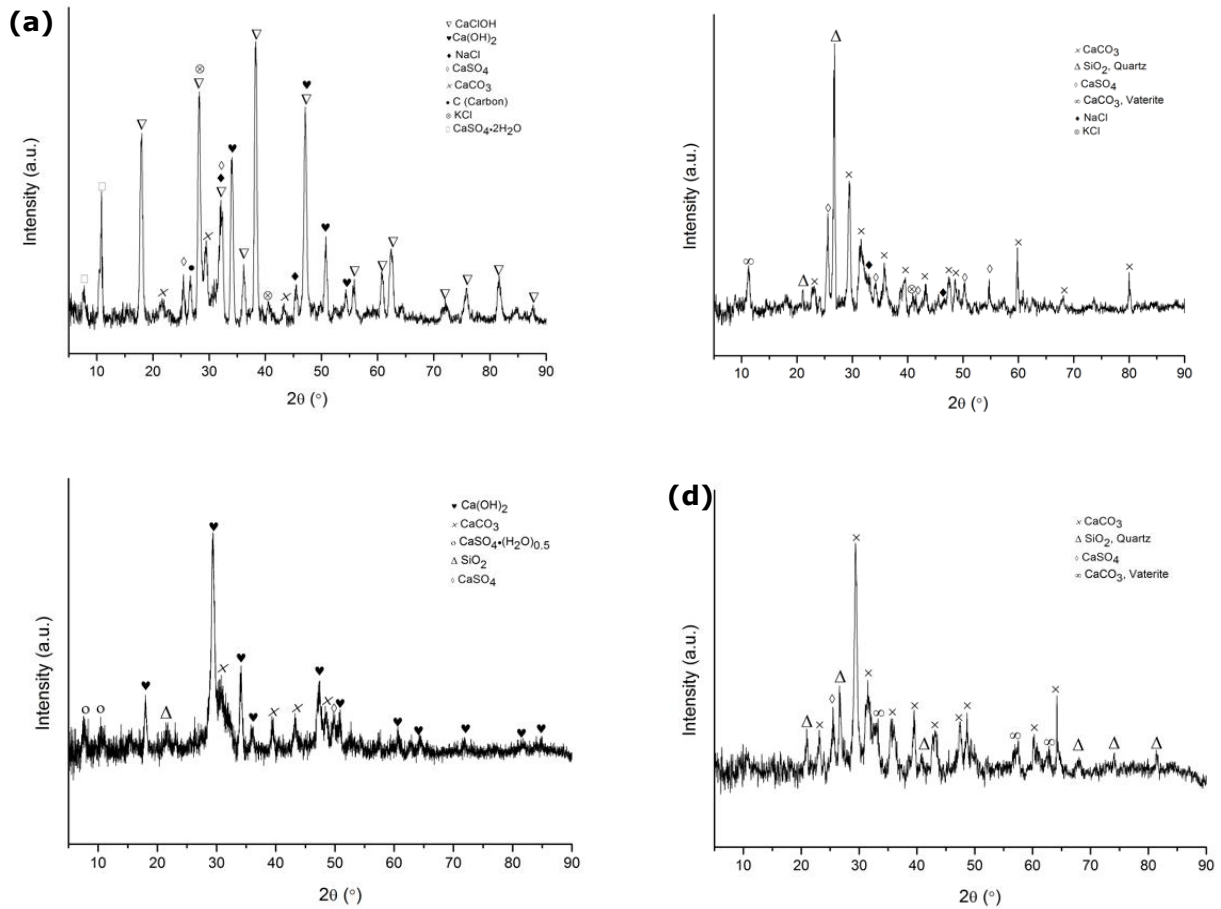 (a)
▽ CaClOH
♥ Ca(OH)2
◆ NaCl
◊ CaSO4
× CaCO3
• C (Carbon)
⊗ KCl
□ CaSO4•2H2O
Intensity (a.u.)
10 20 30 40 50 60 70 80 90
2θ (°)
× CaCO3
Δ SiO2, Quartz
◊ CaSO4
∞ CaCO3, Vaterite
◆ NaCl
⊗ KCl
Intensity (a.u.)
10 20 30 40 50 60 70 80 90
2θ (°)
♥ Ca(OH)2
× CaCO3
o CaSO4•(H2O)0.5
Δ SiO2
◊ CaSO4
Intensity (a.u.)
10 20 30 40 50 60 70 80 90
2θ (°)
(d)
× CaCO3
Δ SiO2, Quartz
◊ CaSO4
∞ CaCO3, Vaterite
Intensity (a.u.)
10 20 30 40 50 60 70 80 90
2θ (°)